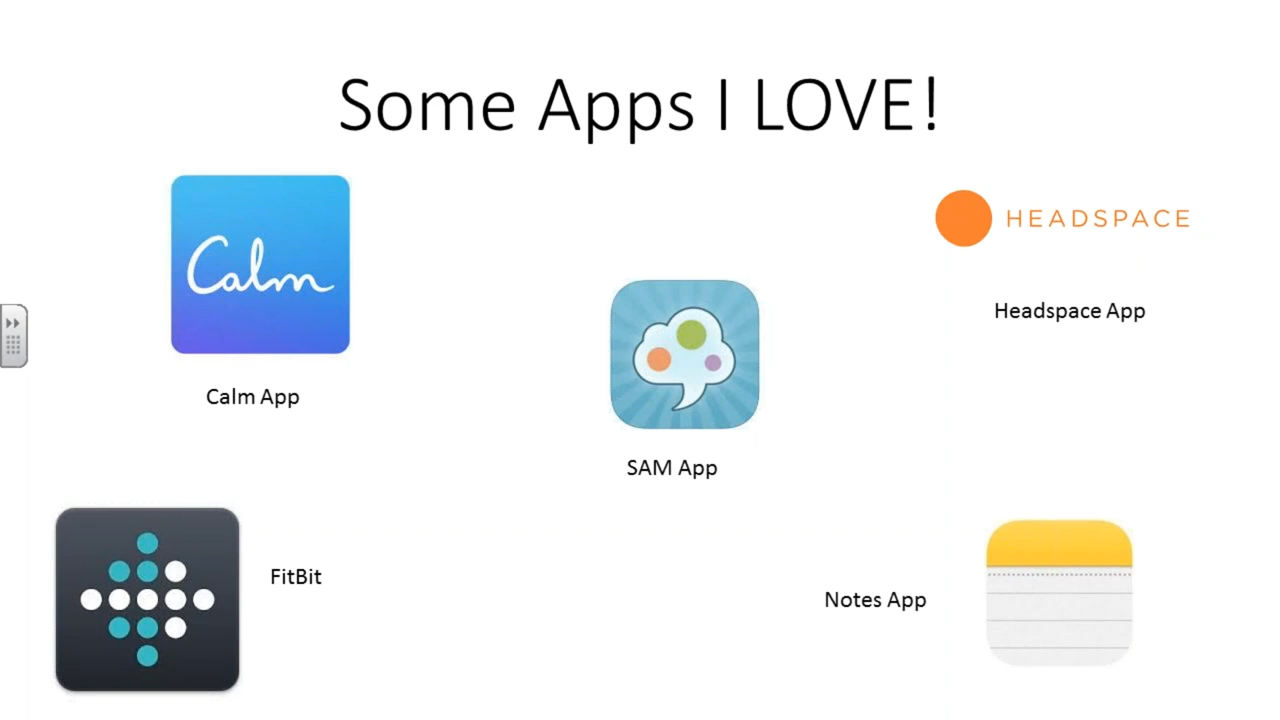 Some Apps I LOVE!
Calm
HEADSPACE
Headspace App
Calm App
SAM App
FitBit
Notes App